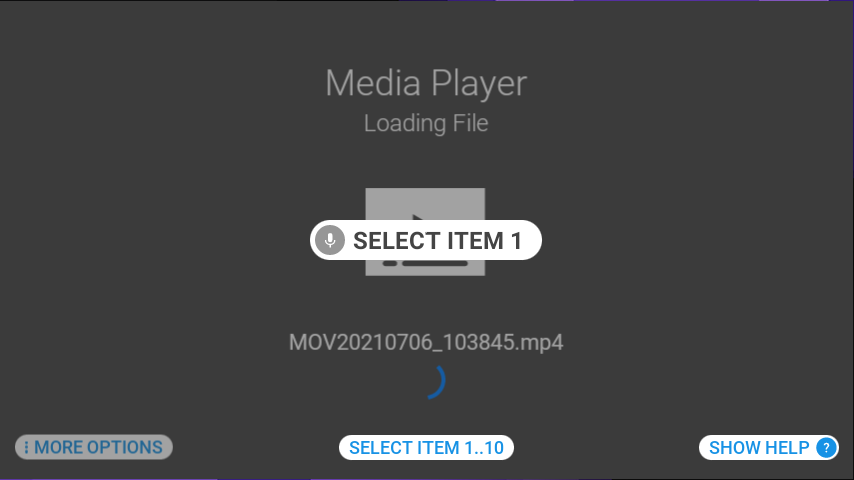 Media Player
Loading File
SELECT ITEM 1
MOV20210706_103845.mp4
MORE OPTIONS
SELECT ITEM 1..10
SHOW HELP ?